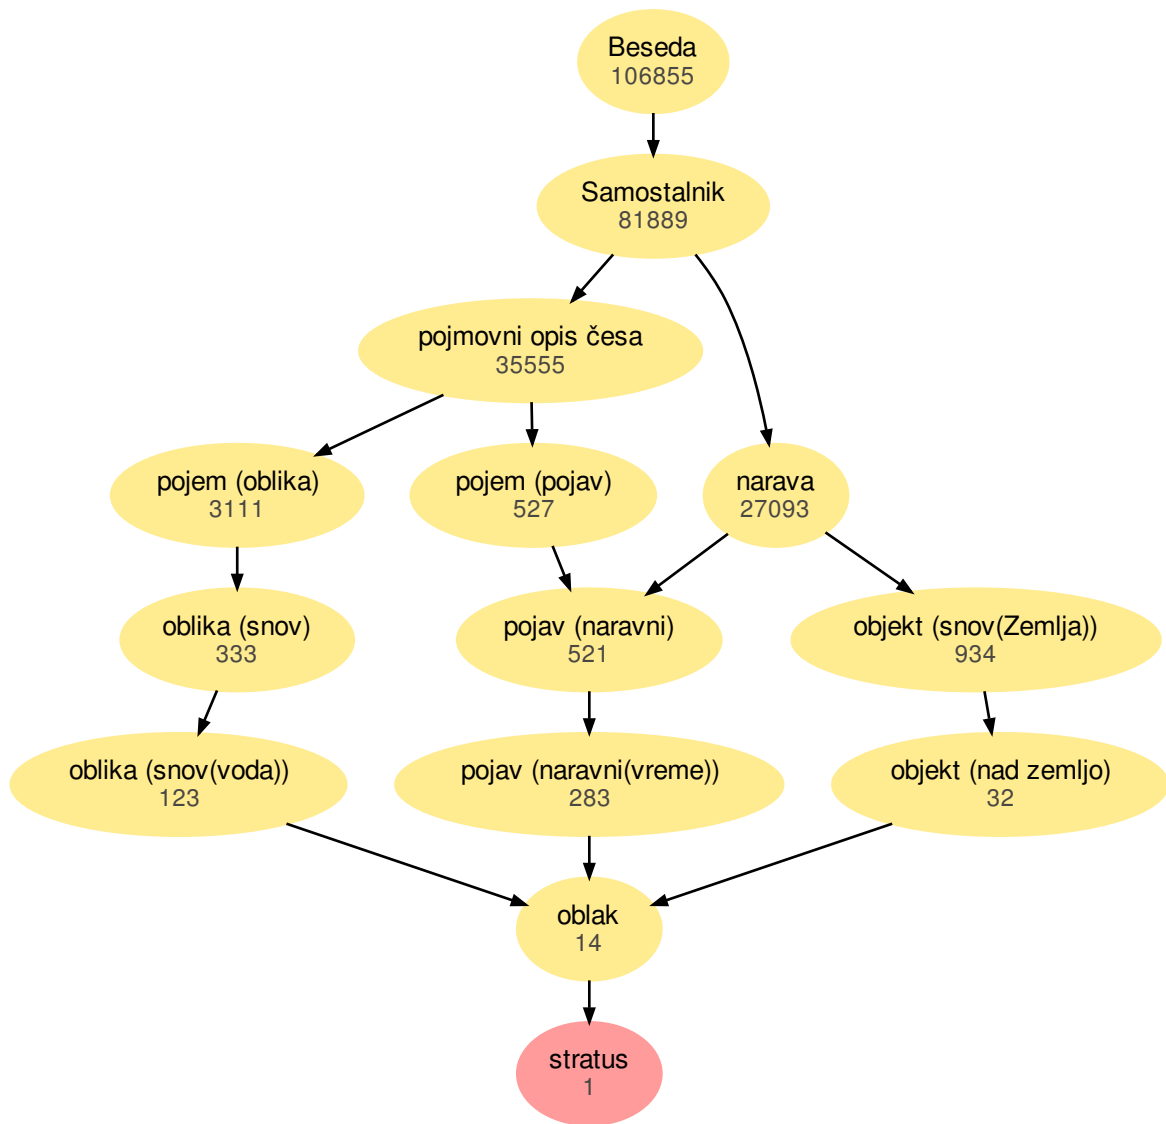 Beseda
106855
Samostalnik
81889
pojmovni opis česa
35555
pojem (oblika)
3111
pojem (pojav)
527
narava
27093
oblika (snov)
333
pojav (naravni)
521
objekt (snov(Zemlja))
934
oblika (snov(voda))
123
pojav (naravni(vreme))
283
objekt (nad zemljo)
32
oblak
14
stratus
1